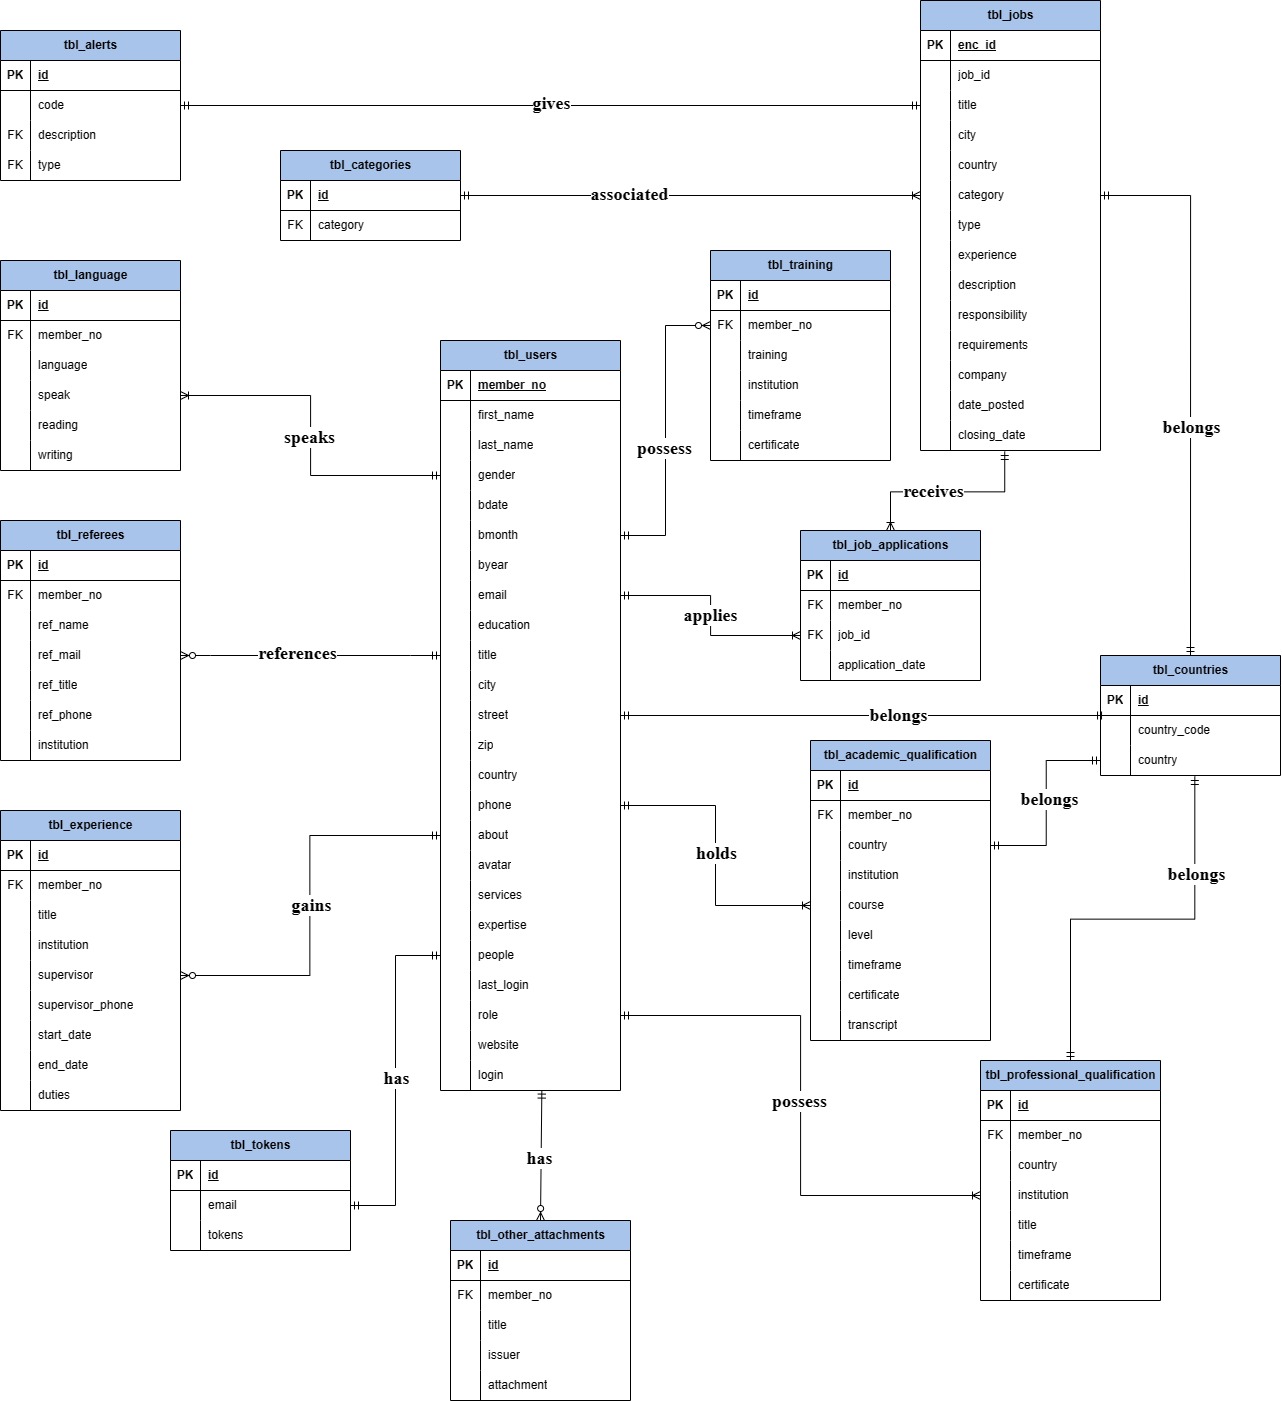 tbl_jobs
PK enc_id
job_id
title
city
country
category
type
experience
description
responsibility
requirements
company
date_posted
closing_date
tbl_alerts
PK id
code
FK description
FK type
gives
tbl_categories
PK id
FK category
associated
tbl_language
PK id
FK member_no
language
speak
reading
writing
speaks
tbl_training
PK id
FK member_no
training
institution
timeframe
certificate
possess
tbl_users
PK member_no
first_name
last_name
gender
bdate
bmonth
byear
email
education
title
city
street
zip
country
phone
about
avatar
services
expertise
people
last_login
role
website
login
belongs
receives
tbl_referees
PK id
FK member_no
ref_name
ref_mail
ref_title
ref_phone
institution
references
tbl_job_applications
PK id
FK member_no
FK job_id
application_date
applies
tbl_countries
PK id
country_code
country
belongs
tbl_academic_qualification
PK id
FK member_no
country
institution
course
level
timeframe
certificate
transcript
belongs
holds
belongs
tbl_experience
PK id
FK member_no
title
institution
supervisor
supervisor_phone
start_date
end_date
duties
gains
has
tbl_professional_qualification
PK id
FK member_no
country
institution
title
timeframe
certificate
possess
tbl_tokens
PK id
email
tokens
has
tbl_other_attachments
PK id
FK member_no
title
issuer
attachment